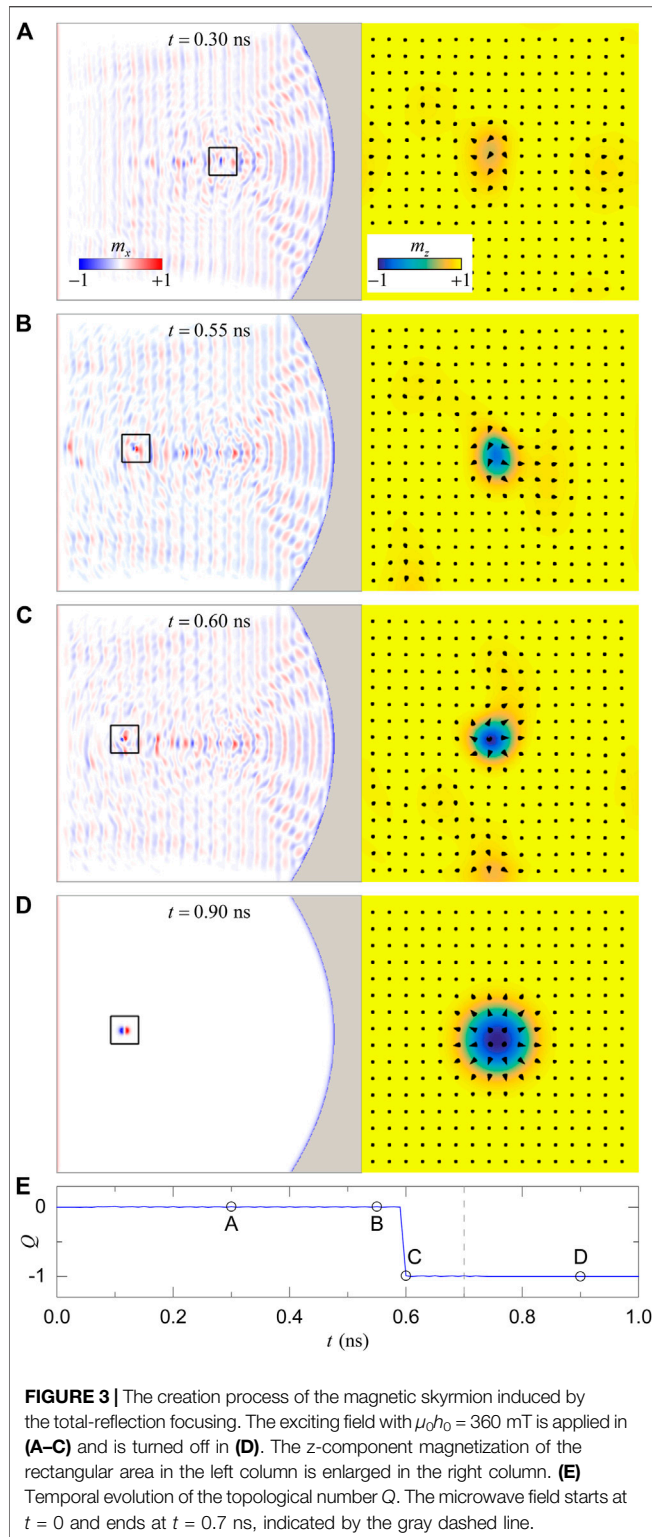 A
t = 0.30 ns
m_x
−1 +1
m_z
−1 +1
B
t = 0.55 ns
C
t = 0.60 ns
D
t = 0.90 ns
E
0
-1
Q
A
B
C
D
0.0 0.2 0.4 0.6 0.8 1.0
t (ns)
FIGURE 3 | The creation process of the magnetic skyrmion induced by
the total-reflection focusing. The exciting field with μ₀h₀ = 360 mT is applied in
(A–C) and is turned off in (D). The z-component magnetization of the
rectangular area in the left column is enlarged in the right column. (E)
Temporal evolution of the topological number Q. The microwave field starts at
t = 0 and ends at t = 0.7 ns, indicated by the gray dashed line.